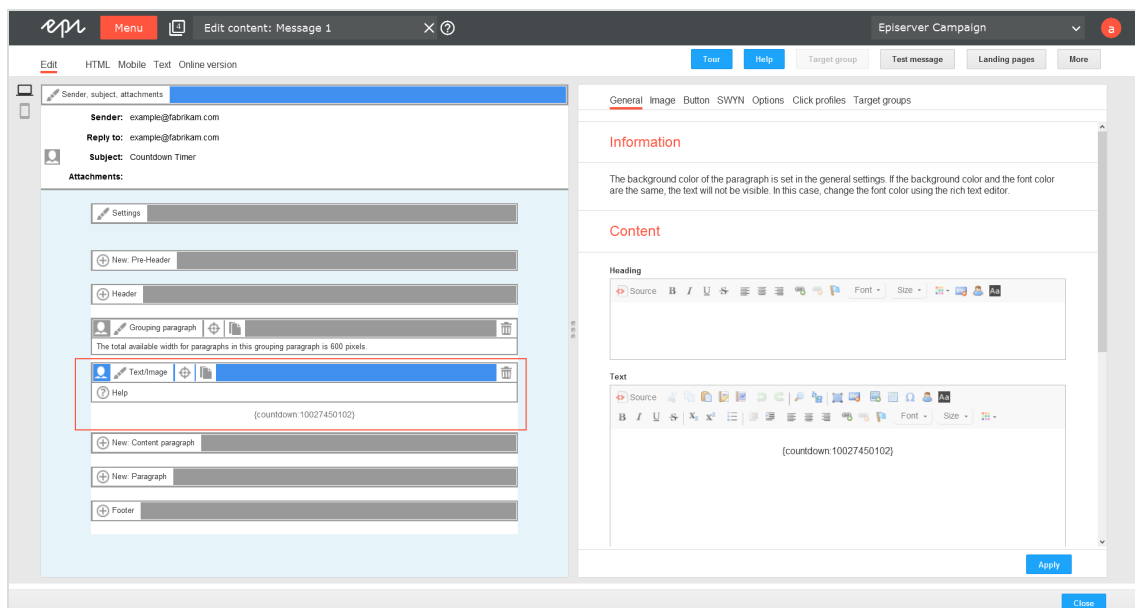 epi Menu 4 Edit content: Message 1 Episerver Campaign a
Edit HTML Mobile Text Online version Tour Help Target group Test message Landing pages More
Sender, subject, attachments
Sender: example@fabrikam.com
Reply to: example@fabrikam.com
Subject: Countdown Timer
Attachments:
Settings
New: Pre-Header
Header
Grouping paragraph
The total available width for paragraphs in this grouping paragraph is 600 pixels.
Text/Image
Help
{countdown:10027450102}
New: Content paragraph
New: Paragraph
Footer
General Image Button SWYN Options Click profiles Target groups
Information
The background color of the paragraph is set in the general settings. If the background color and the font color
are the same, the text will not be visible. In this case, change the font color using the rich text editor.
Content
Heading
Source B I U S Font Size Aa
Text
Source Ω Aa
B I U S X₂ X² Font Size
{countdown:10027450102}
Apply
Close